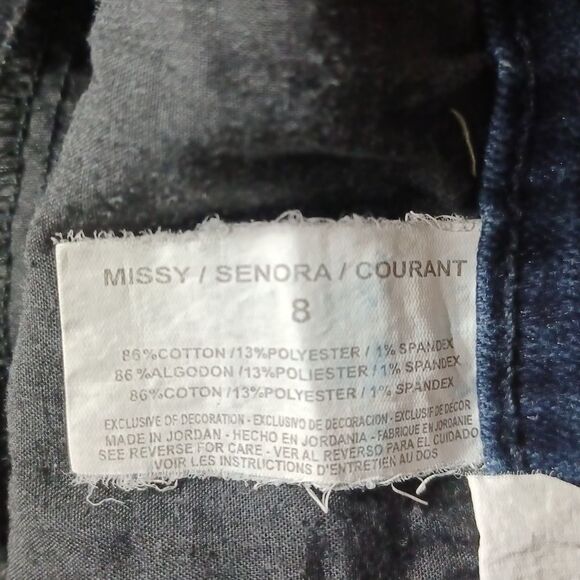 MISSY / SENORA / COURANT
8
86%COTTON/13%POLYESTER/1% SPANDEX
86%ALGODON/13%POLIESTER/1% SPANDEX
86%COTON/13%POLYESTER/1% SPANDEX
EXCLUSIVE OF DECORATION - EXCLUSIVO DE DECORACION - EXCLUSIF DE DECOR
MADE IN JORDAN - HECHO EN JORDANIA - FABRIQUE EN JORDANIE
SEE REVERSE FOR CARE - VER AL REVERSO PARA EL CUIDADO
VOIR LES INSTRUCTIONS D'ENTRETIEN AU DOS